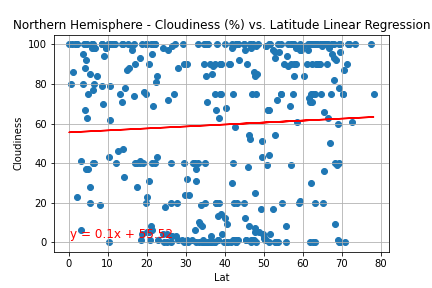 Northern Hemisphere - Cloudiness (%) vs. Latitude Linear Regression
Cloudiness
100
80
60
40
20
0
y = 0.1x +
0 10 20 30 40 50 60 70 80
Lat